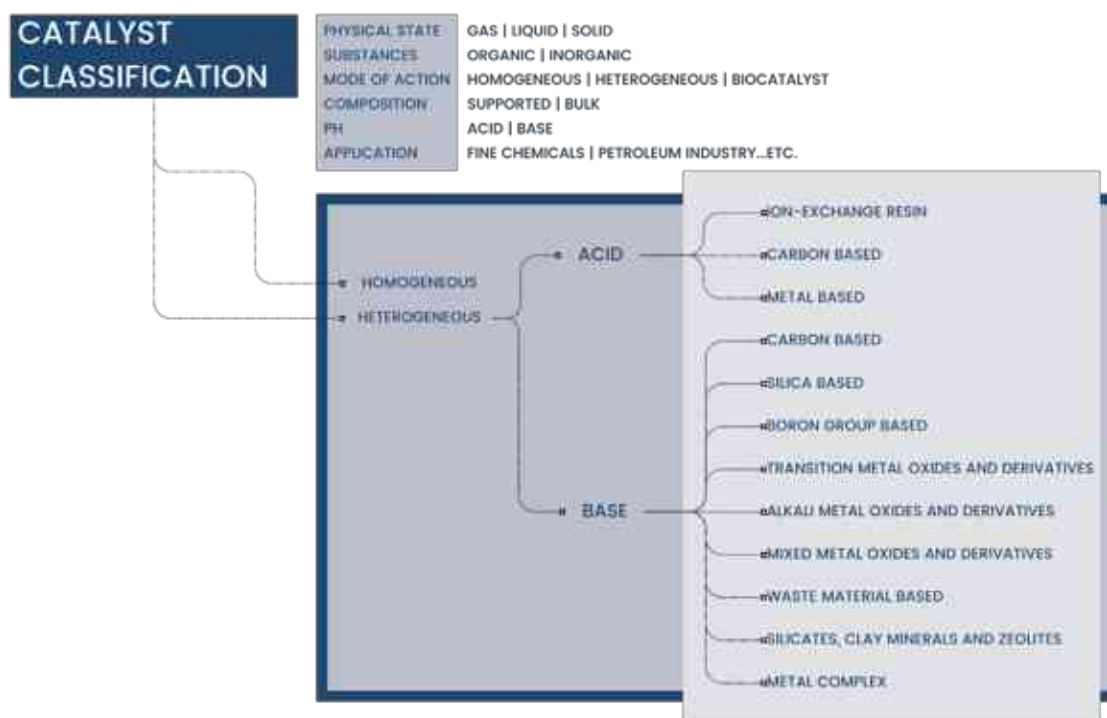 CATALYST
CLASSIFICATION
PHYSICAL STATE GAS | LIQUID | SOLID
SUBSTANCES ORGANIC | INORGANIC
MODE OF ACTION HOMOGENEOUS | HETEROGENEOUS | BIOCATALYST
COMPOSITION SUPPORTED | BULK
PH ACID | BASE
APPLICATION FINE CHEMICALS | PETROLEUM INDUSTRY...ETC.
HOMOGENEOUS
HETEROGENEOUS
ACID
ION-EXCHANGE RESIN
CARBON BASED
METAL BASED
BASE
CARBON BASED
SILICA BASED
BORON GROUP BASED
TRANSITION METAL OXIDES AND DERIVATIVES
ALKALI METAL OXIDES AND DERIVATIVES
MIXED METAL OXIDES AND DERIVATIVES
WASTE MATERIAL BASED
SILICATES, CLAY MINERALS AND ZEOLITES
METAL COMPLEX